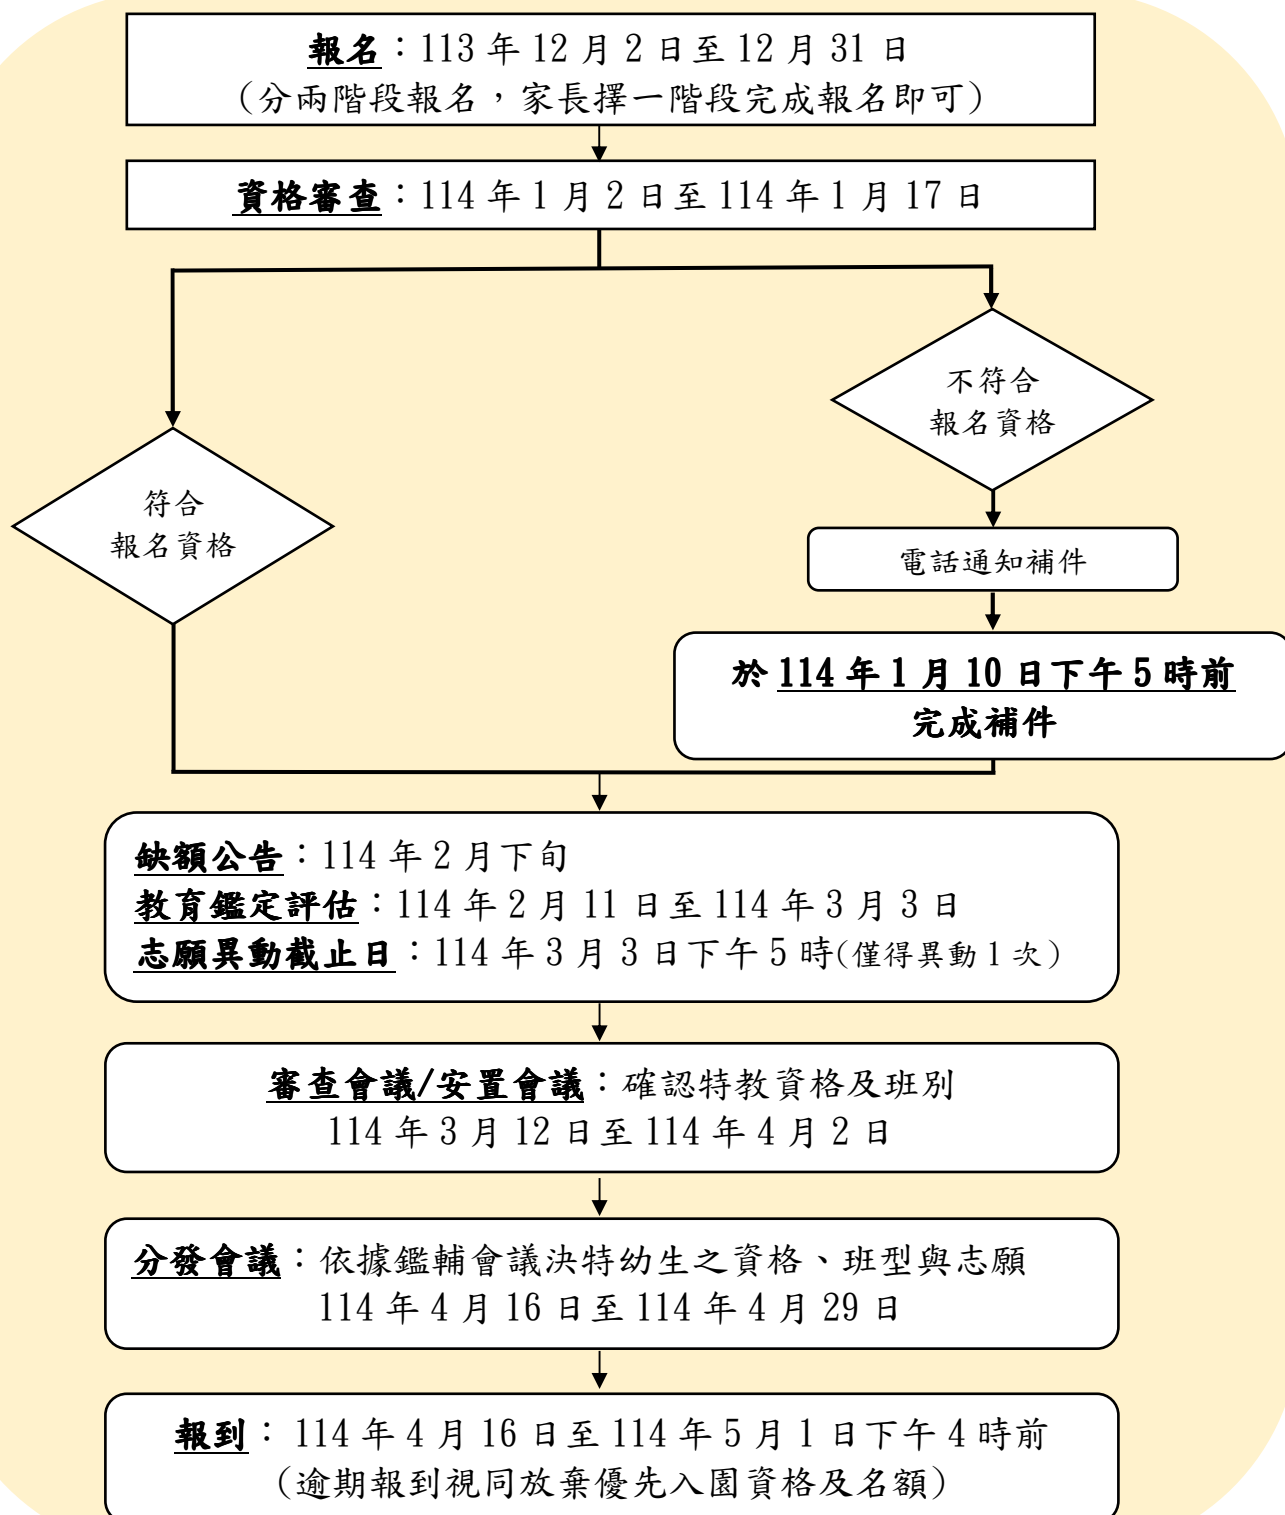 報名：113 年 12 月 2 日至 12 月 31 日
（分兩階段報名，家長擇一階段完成報名即可）
資格審查：114 年 1 月 2 日至 114 年 1 月 17 日
不符合
報名資格
符合
報名資格
電話通知補件
於 114 年 1 月 10 日下午 5 時前
完成補件
缺額公告：114 年 2 月下旬
教育鑑定評估：114 年 2 月 11 日至 114 年 3 月 3 日
志願異動截止日：114 年 3 月 3 日下午 5 時(僅得異動 1 次)
審查會議/安置會議：確認特教資格及班別
114 年 3 月 12 日至 114 年 4 月 2 日
分發會議：依據鑑輔會議決特幼生之資格、班型與志願
114 年 4 月 16 日至 114 年 4 月 29 日
報到：114 年 4 月 16 日至 114 年 5 月 1 日下午 4 時前
（逾期報到視同放棄優先入園資格及名額）